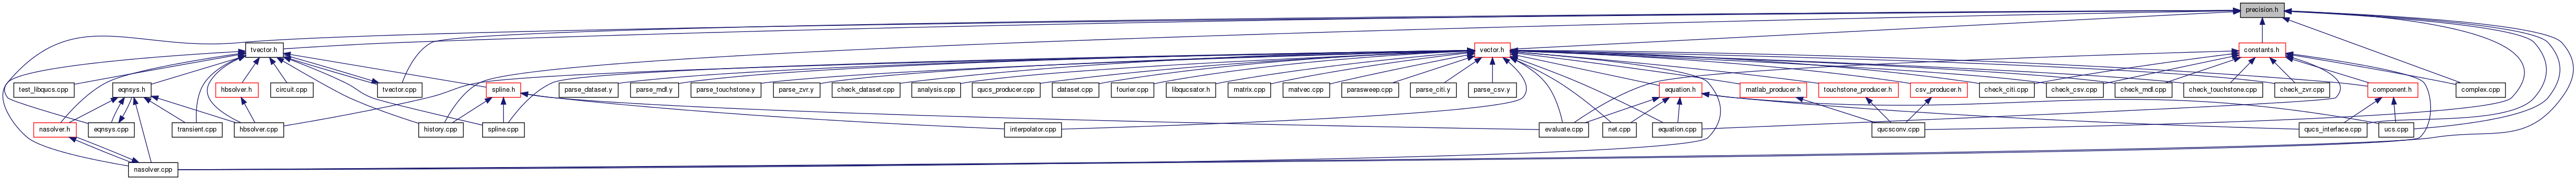 precision.h
tvector.h
vector.h
constants.h
test_libqucs.cpp
eqnsys.h
hbsolver.h
circuit.cpp
tvector.cpp
spline.h
parse_dataset.y
parse_mdl.y
parse_touchstone.y
parse_zvr.y
check_dataset.cpp
analysis.cpp
qucs_producer.cpp
dataset.cpp
fourier.cpp
libqucsator.h
matrix.cpp
matvec.cpp
parasweep.cpp
parse_citi.y
parse_csv.y
equation.h
matlab_producer.h
touchstone_producer.h
csv_producer.h
check_citi.cpp
check_csv.cpp
check_mdl.cpp
check_touchstone.cpp
check_zvr.cpp
component.h
complex.cpp
nasolver.h
eqnsys.cpp
transient.cpp
hbsolver.cpp
history.cpp
spline.cpp
interpolator.cpp
evaluate.cpp
net.cpp
equation.cpp
qucsconv.cpp
qucs_interface.cpp
ucs.cpp
nasolver.cpp